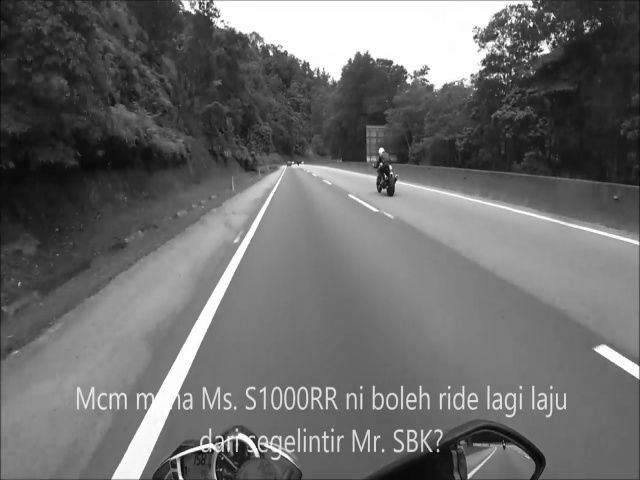 Mcm mana Ms. S1000RR ni boleh ride lagi laju
dari segelintir Mr. SBK?